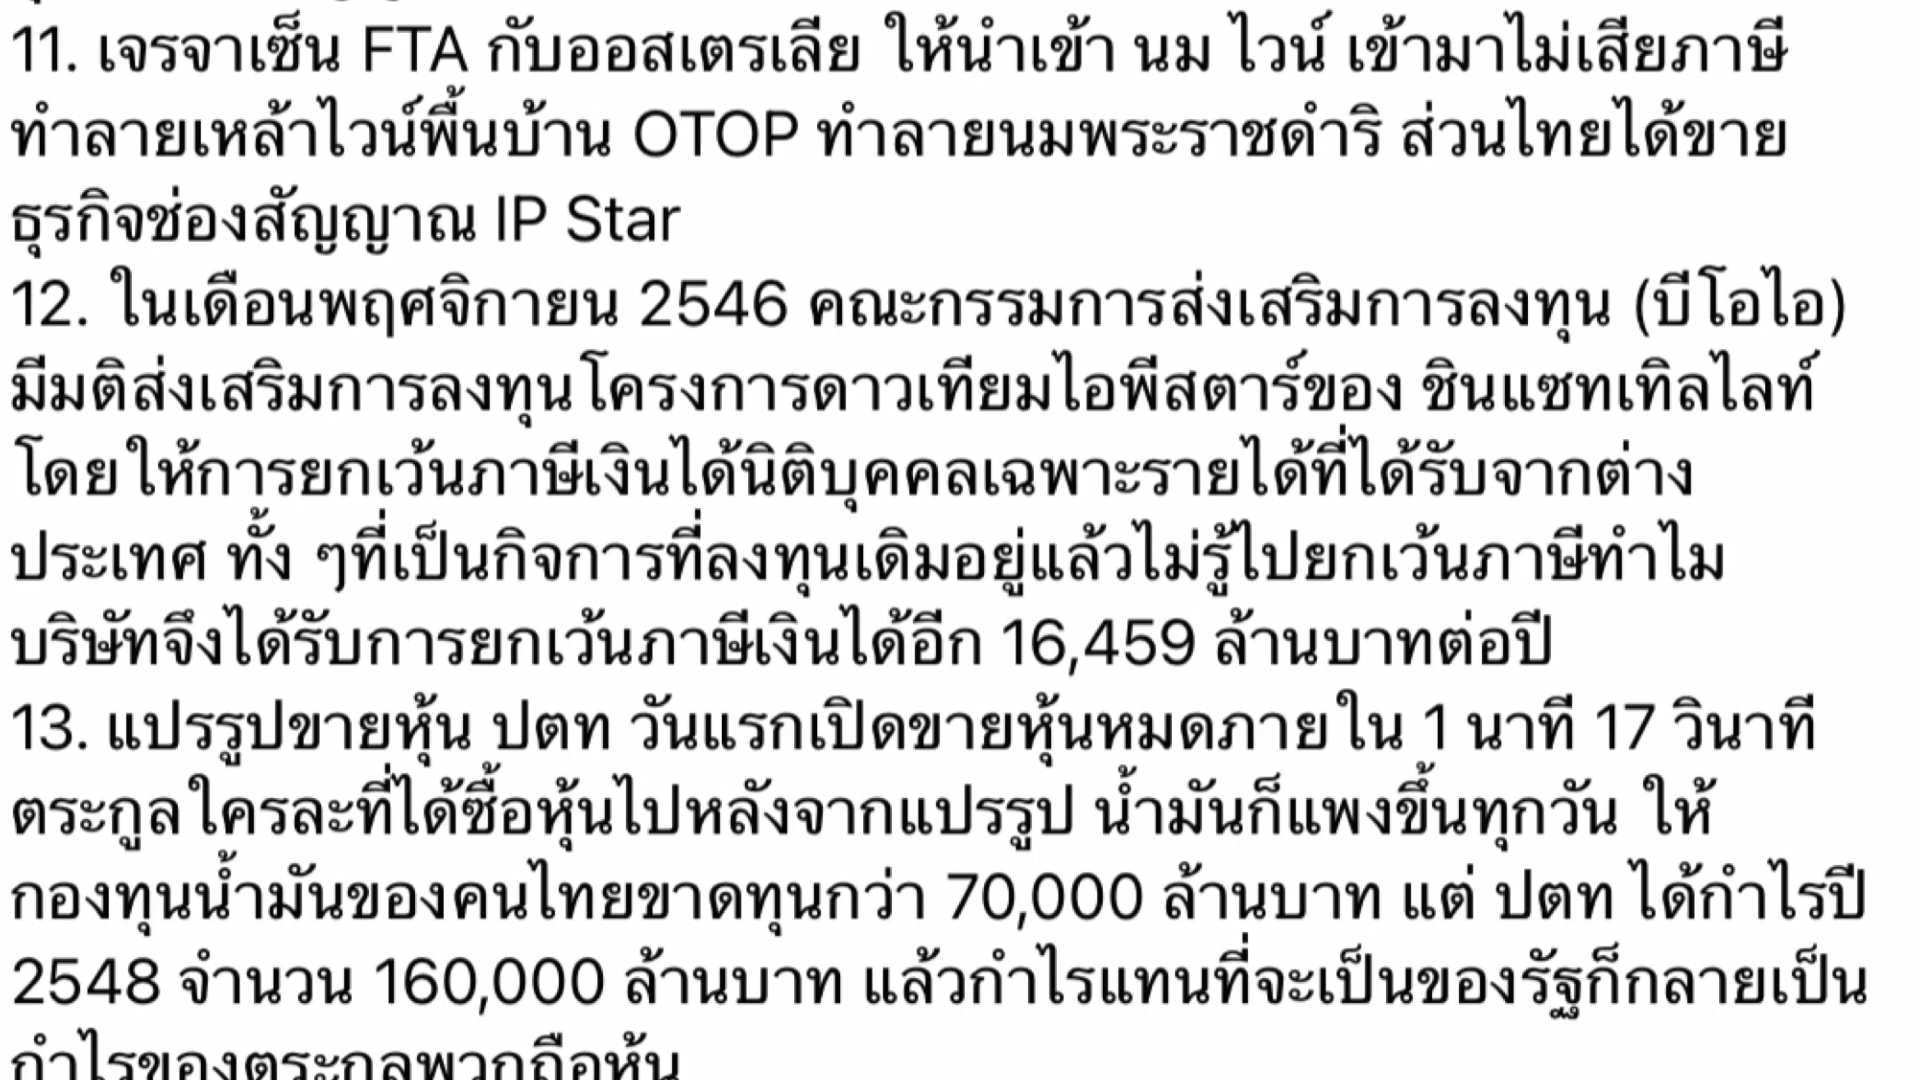 11. เจรจาเซ็น FTA กับออสเตรเลีย ให้นำเข้า นม ไวน์ เข้ามาไม่เสียภาษี
ทำลายเหล้าไวน์พื้นบ้าน OTOP ทำลายนมพระราชดำริ ส่วนไทยได้ขาย
ธุรกิจช่องสัญญาณ IP Star
12. ในเดือนพฤศจิกายน 2546 คณะกรรมการส่งเสริมการลงทุน (บีโอไอ)
มีมติส่งเสริมการลงทุนโครงการดาวเทียมไอพีสตาร์ของ ชินแซทเทิลไลท์
โดยให้การยกเว้นภาษีเงินได้นิติบุคคลเฉพาะรายได้ที่ได้รับจากต่าง
ประเทศ ทั้ง ๆที่เป็นกิจการที่ลงทุนเดิมอยู่แล้วไม่รู้ไปยกเว้นภาษีทำไม
บริษัทจึงได้รับการยกเว้นภาษีเงินได้อีก 16,459 ล้านบาทต่อปี
13. แปรรูปขายหุ้น ปตท วันแรกเปิดขายหุ้นหมดภายใน 1 นาที 17 วินาที
ตระกูลใครละที่ได้ซื้อหุ้นไปหลังจากแปรรูป น้ำมันก็แพงขึ้นทุกวัน ให้
กองทุนน้ำมันของคนไทยขาดทุนกว่า 70,000 ล้านบาท แต่ ปตท ได้กำไรปี
2548 จำนวน 160,000 ล้านบาท แล้วกำไรแทนที่จะเป็นของรัฐก็กลายเป็น
กำไรของตระกูลพวกถือหุ้น